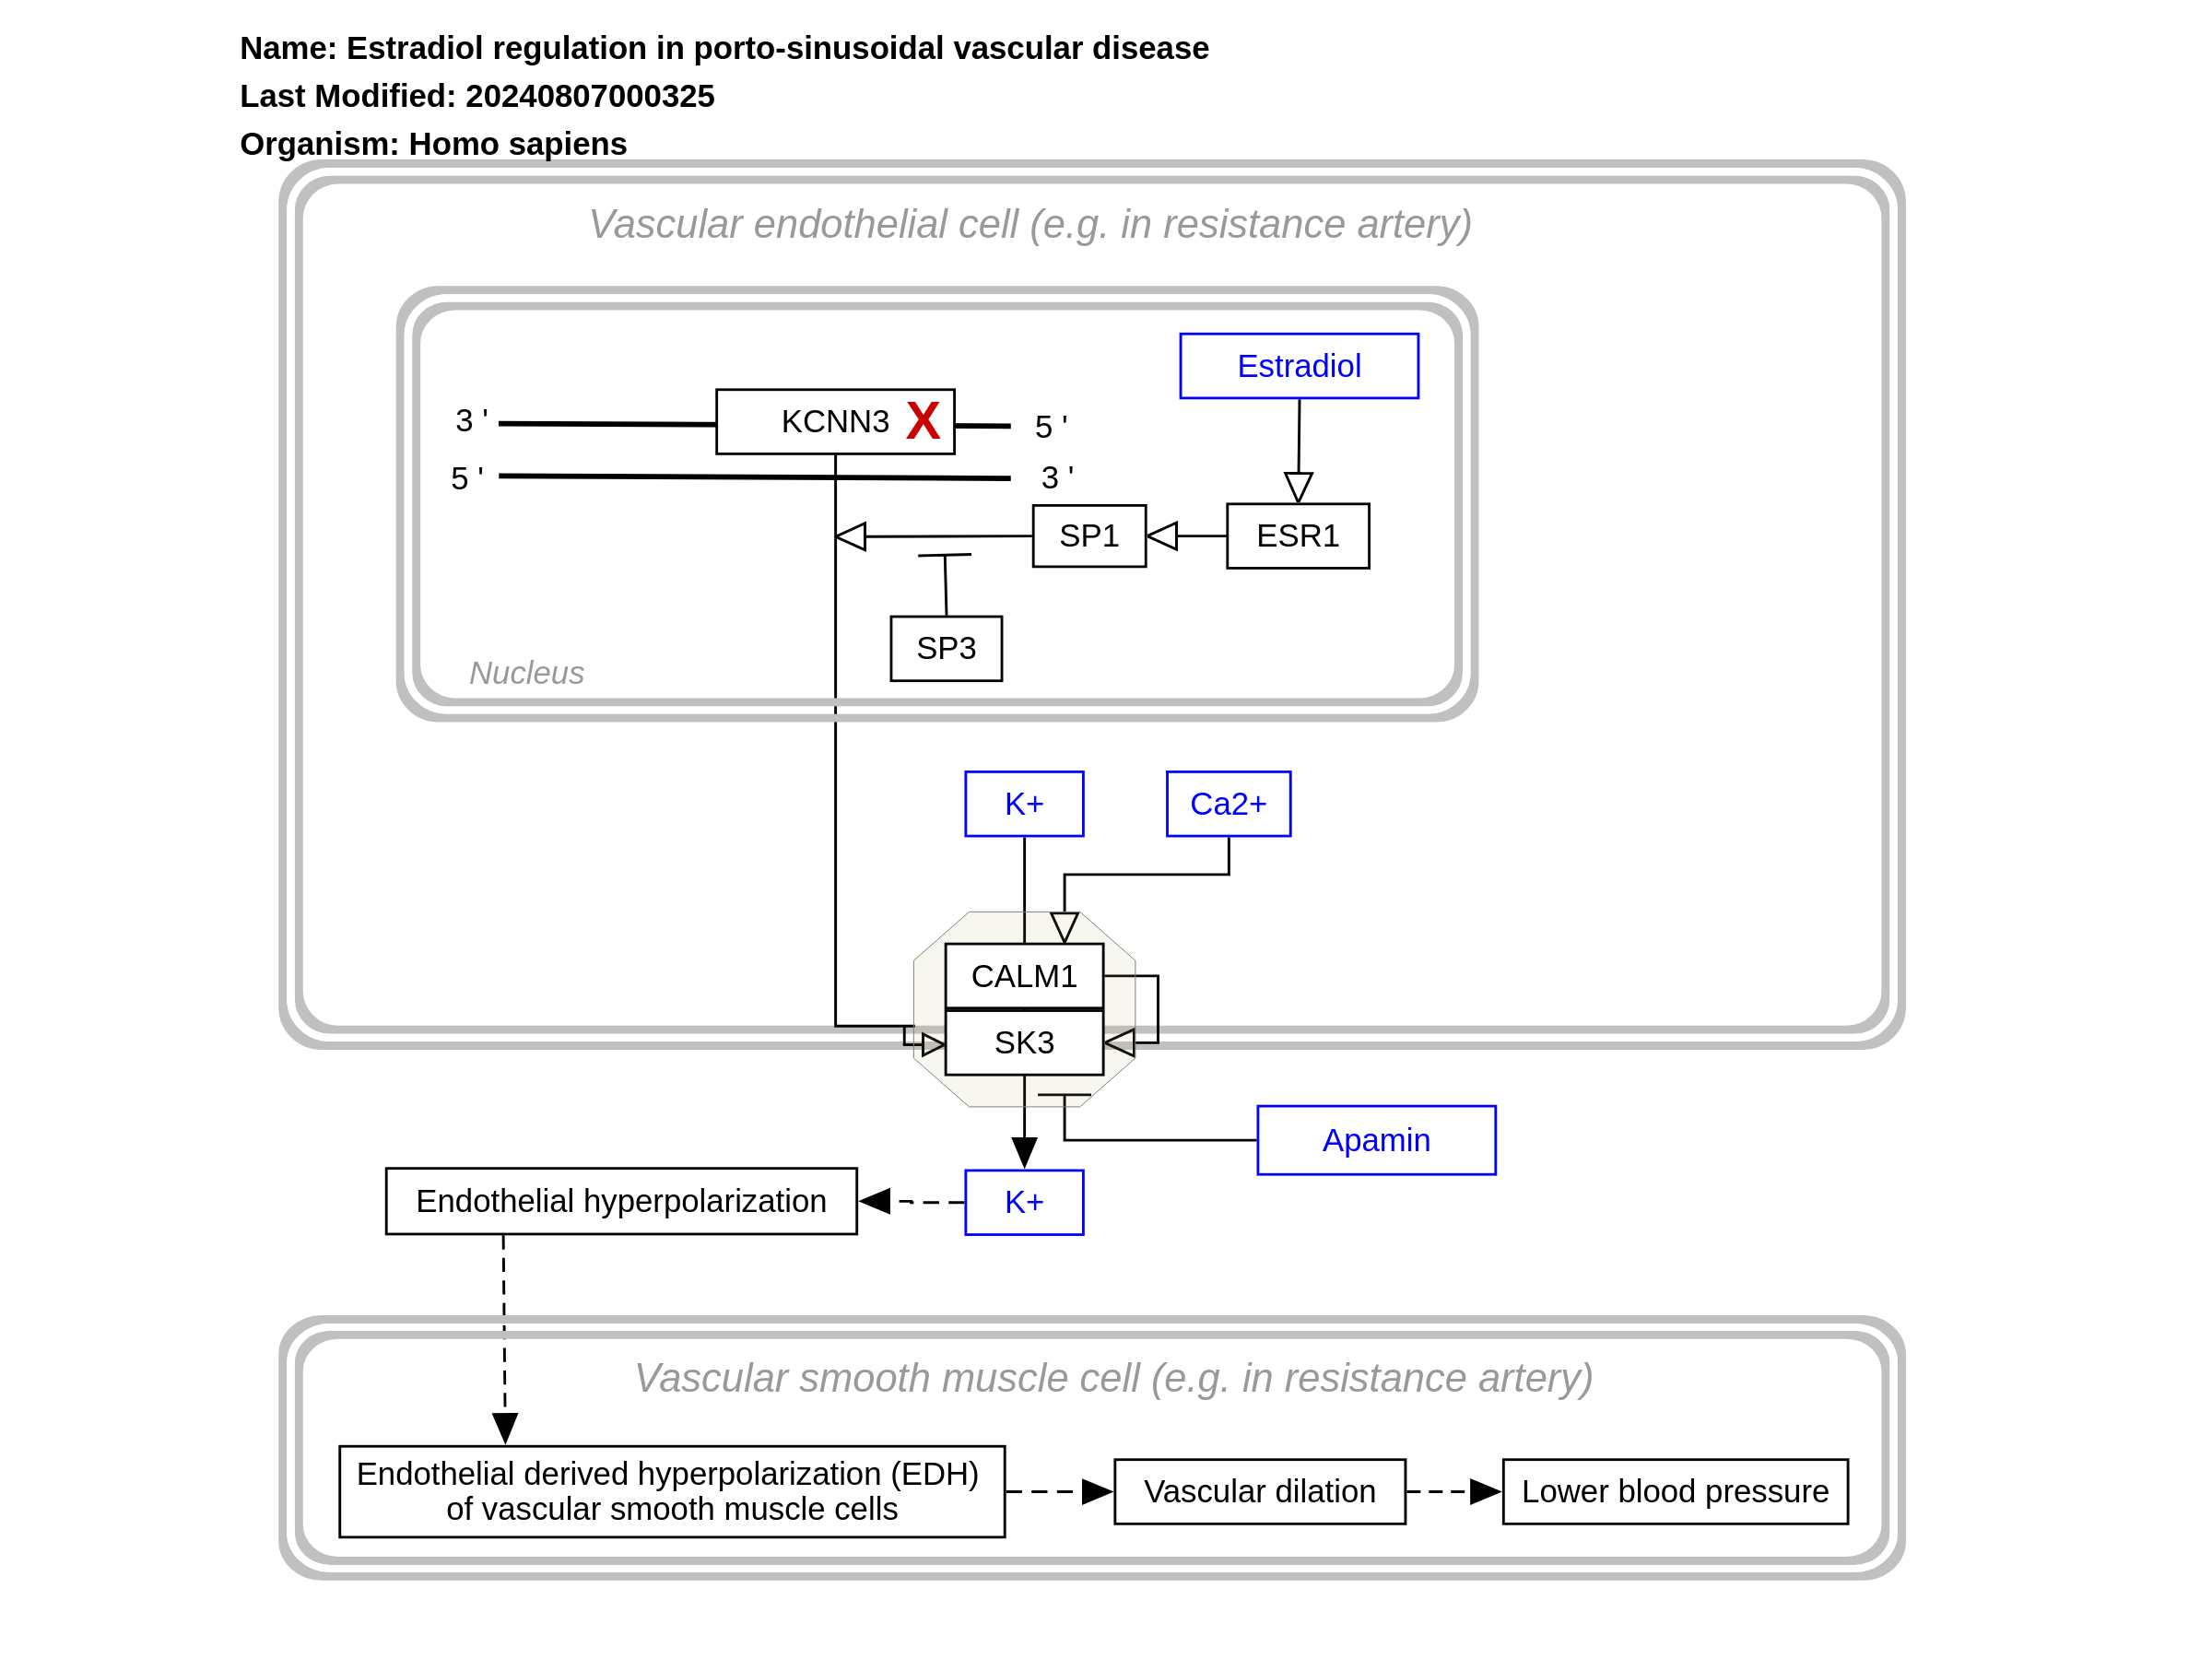 Name: Estradiol regulation in porto-sinusoidal vascular disease
Last Modified: 20240807000325
Organism: Homo sapiens
Vascular endothelial cell (e.g. in resistance artery)
Estradiol
3 '
KCNN3
X
5 '
5 '
3 '
SP1
ESR1
SP3
Nucleus
K+
Ca2+
CALM1
SK3
Apamin
Endothelial hyperpolarization
K+
Vascular smooth muscle cell (e.g. in resistance artery)
Endothelial derived hyperpolarization (EDH)
of vascular smooth muscle cells
Vascular dilation
Lower blood pressure